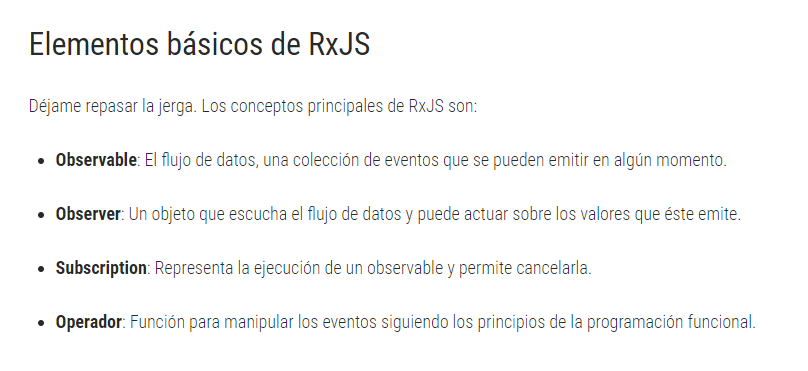 Elementos básicos de RxJS
Déjame repasar la jerga. Los conceptos principales de RxJS son:
• Observable: El flujo de datos, una colección de eventos que se pueden emitir en algún momento.
• Observer: Un objeto que escucha el flujo de datos y puede actuar sobre los valores que éste emite.
• Subscription: Representa la ejecución de un observable y permite cancelarla.
• Operador: Función para manipular los eventos siguiendo los principios de la programación funcional.